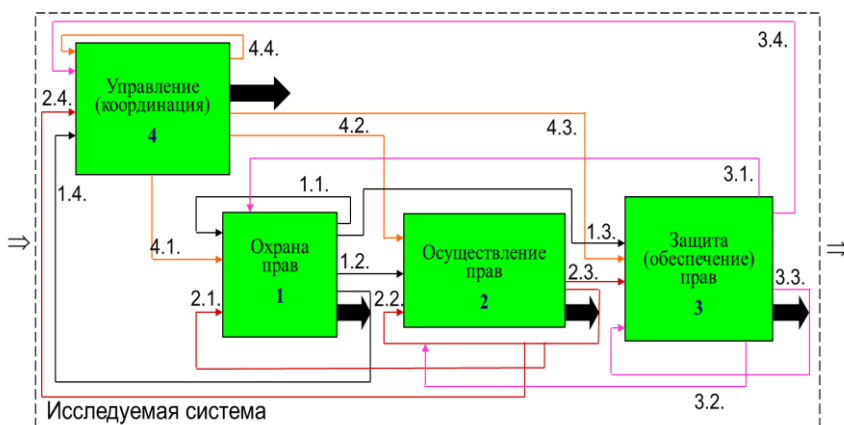 3.4.
4.4.
Управление
(координация)
4
2.4.
4.2.
4.3.
1.4.
1.1.
3.1.
4.1.
Охрана
прав
1
1.2.
Осуществление
прав
2
1.3.
Защита
(обеспечение)
прав
3
2.1.
2.2.
2.3.
3.3.
3.2.
Исследуемая система
⇒
⇒